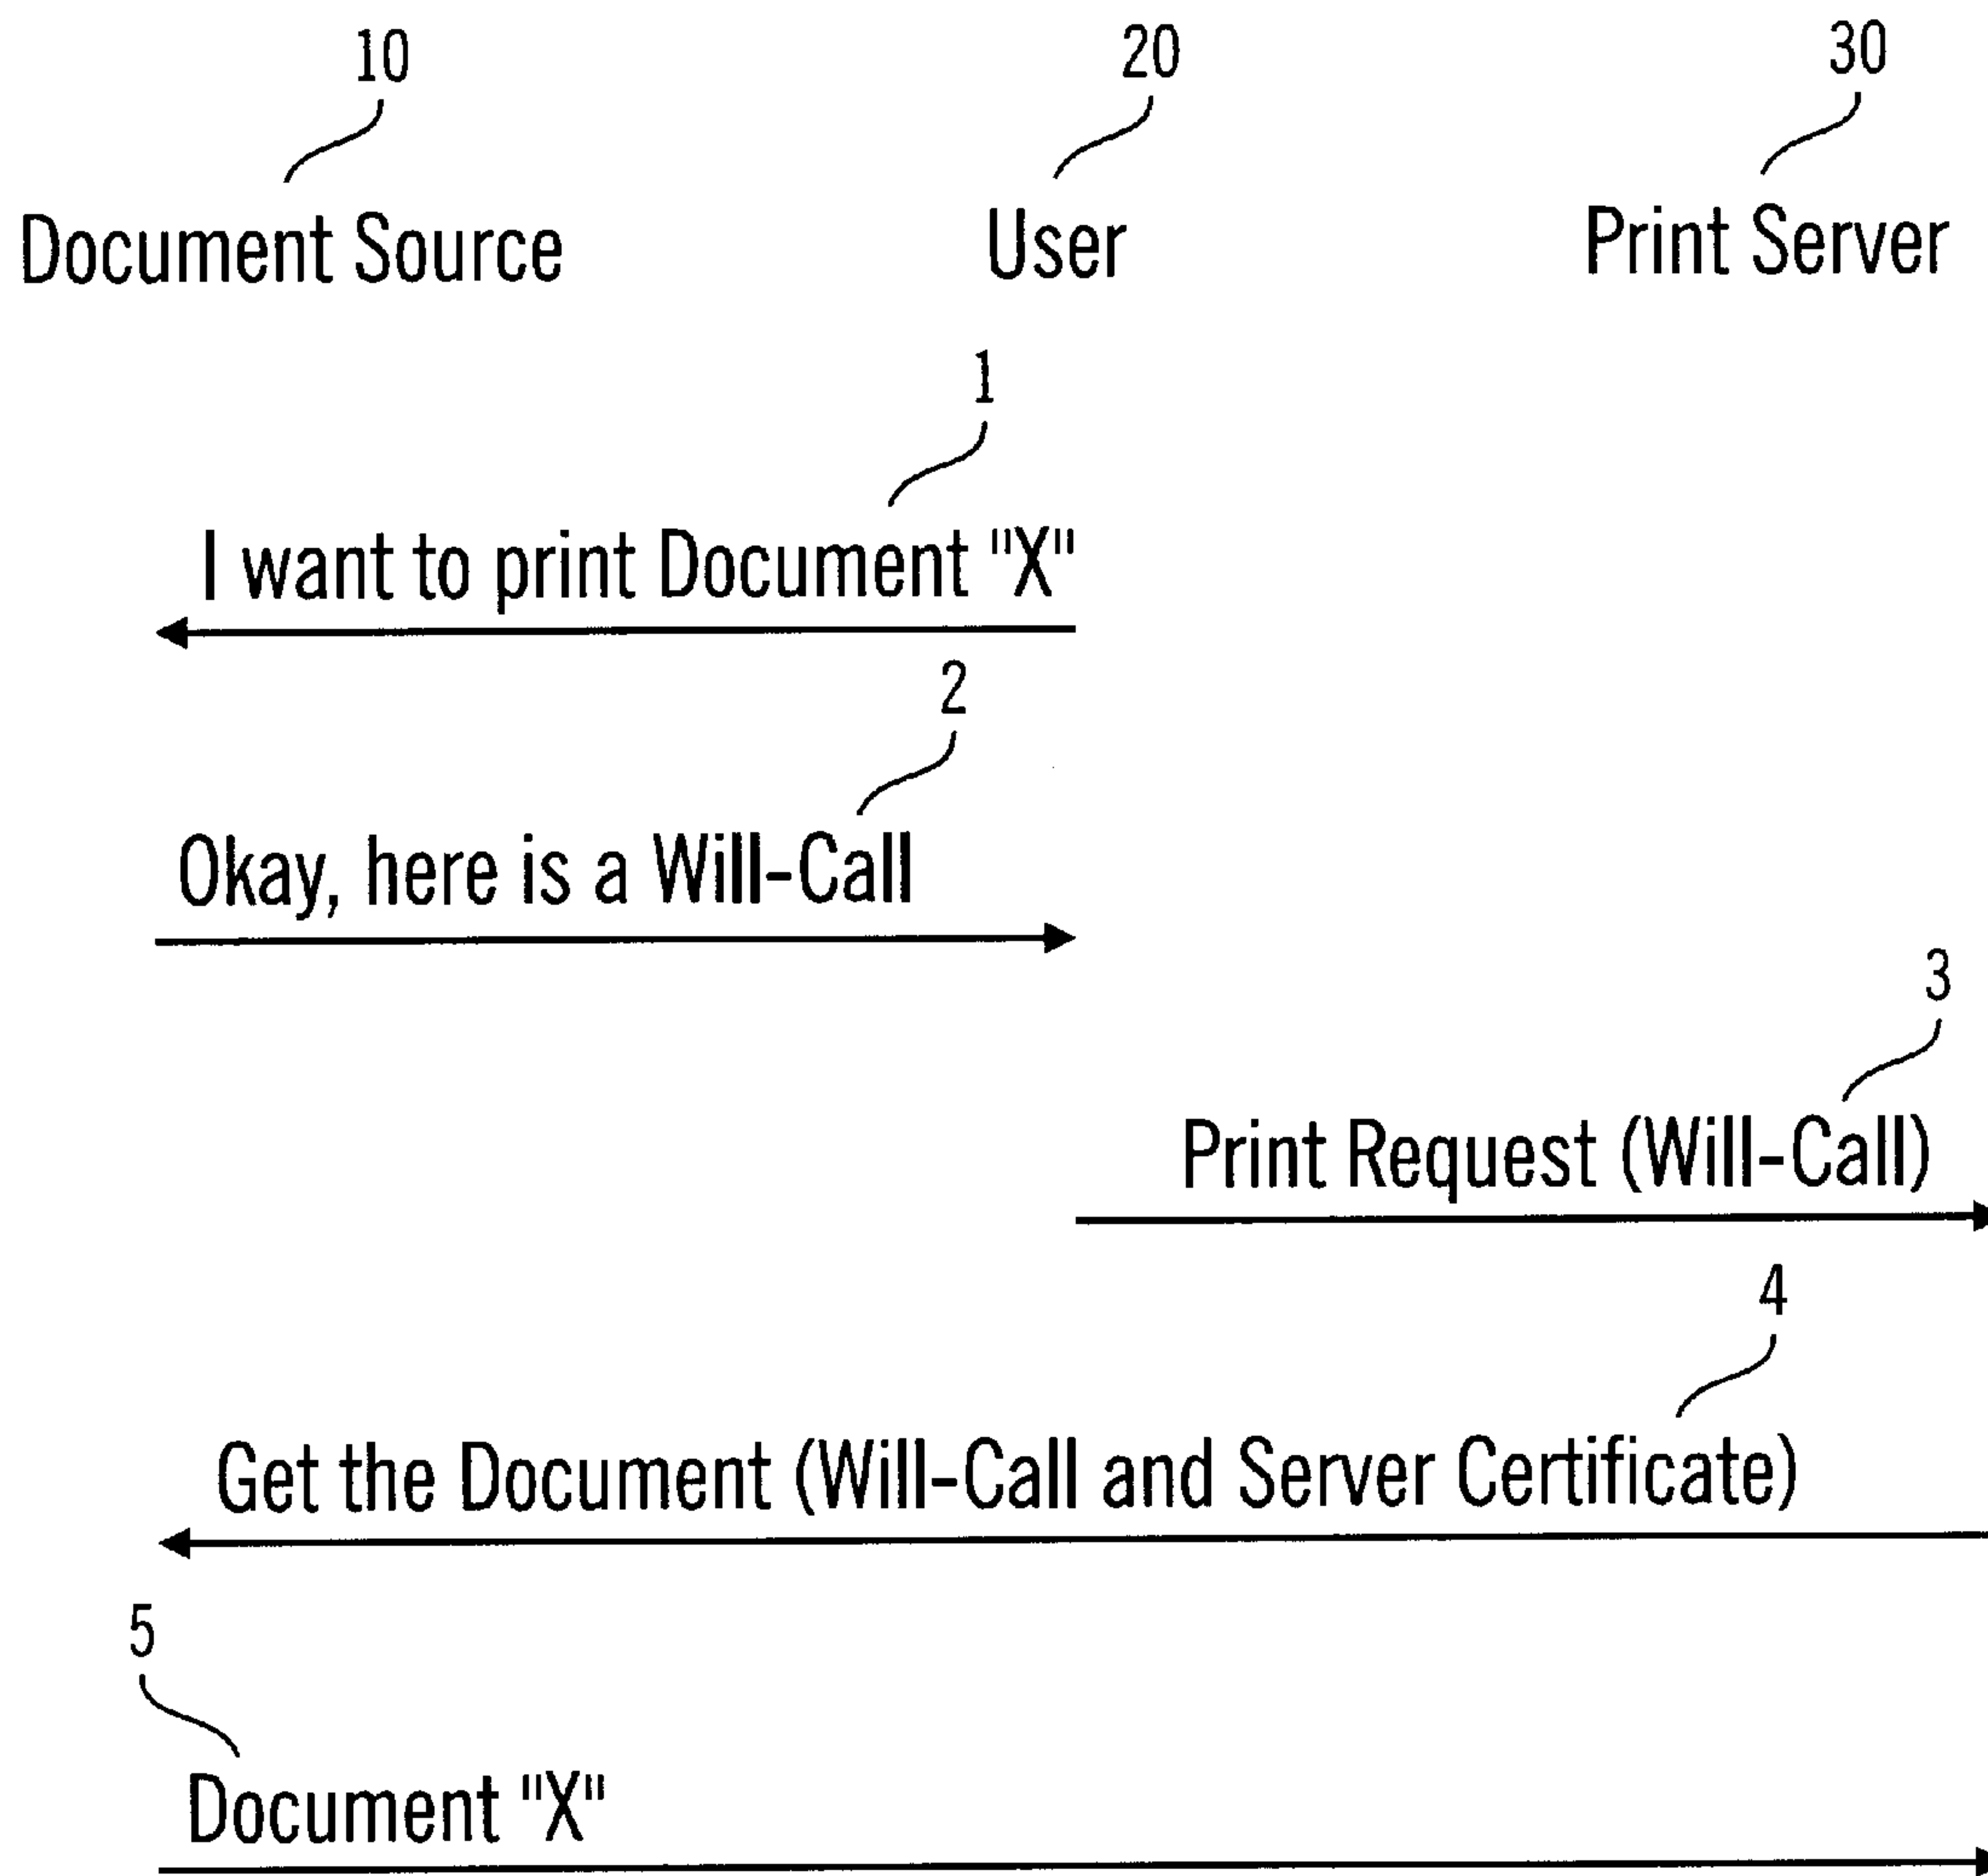 10 20 30
Document Source User Print Server
1
I want to print Document "X"
2
Okay, here is a Will-Call
3
Print Request (Will-Call)
4
Get the Document (Will-Call and Server Certificate)
5
Document "X"